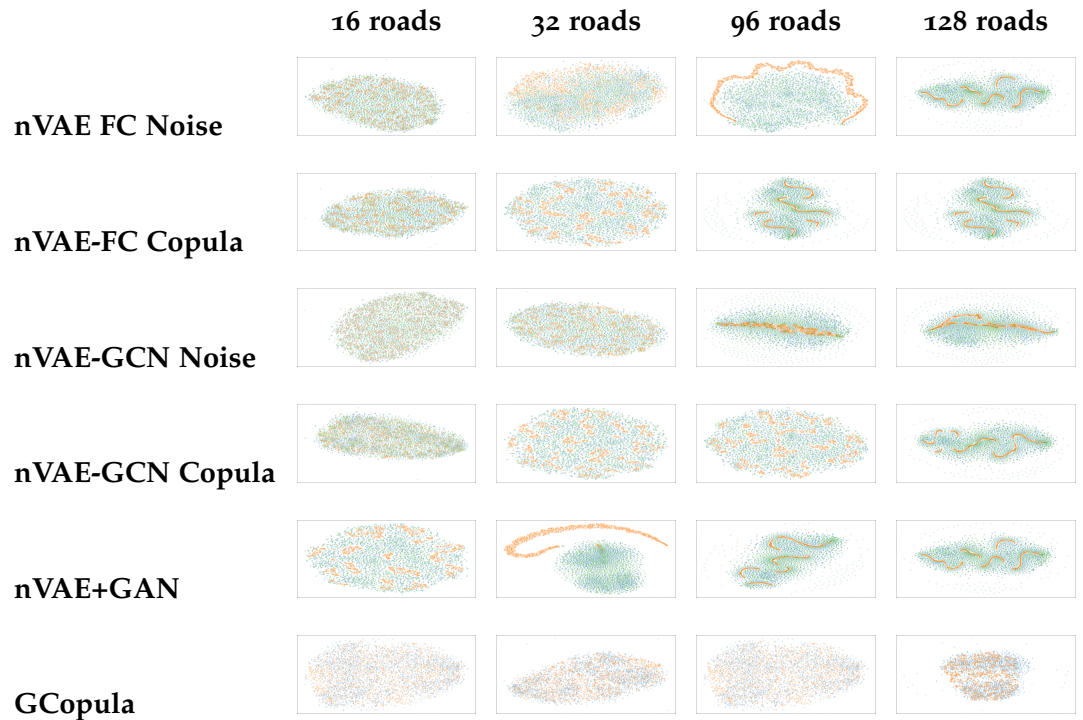 16 roads 32 roads 96 roads 128 roads
nVAE FC Noise
nVAE-FC Copula
nVAE-GCN Noise
nVAE-GCN Copula
nVAE+GAN
GCopula